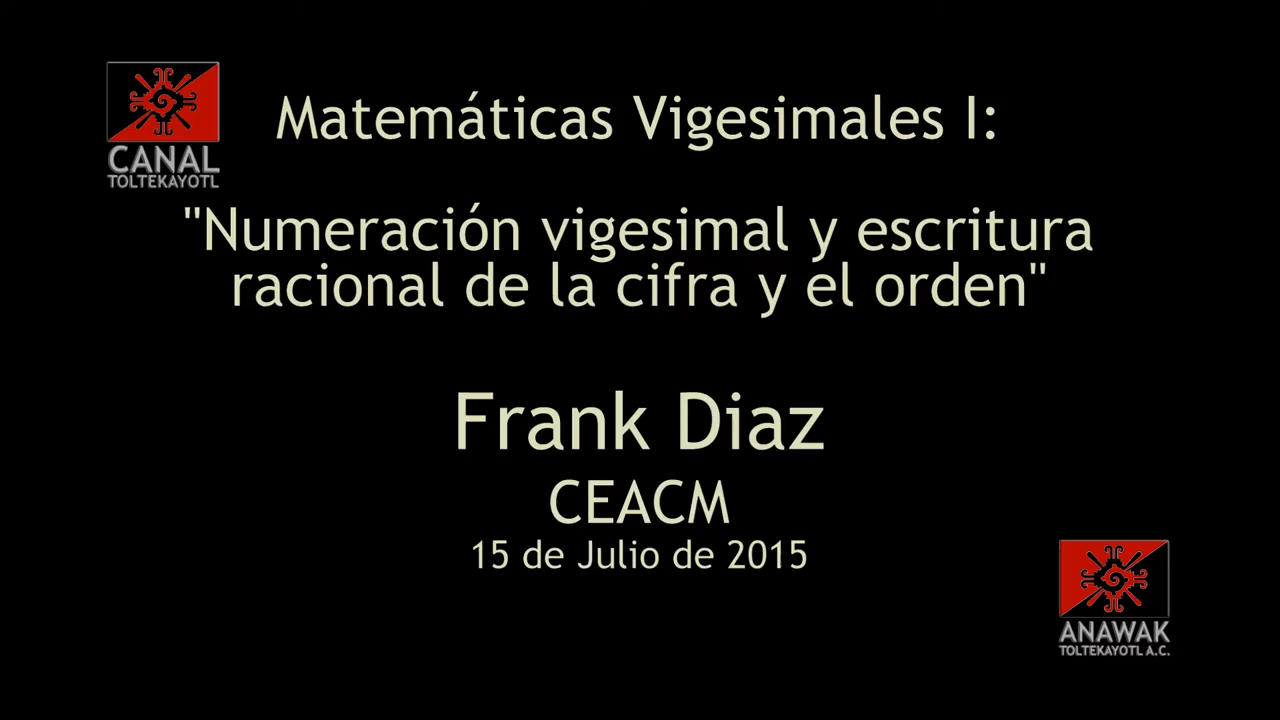 CANAL
TOLTEKAYOTL
Matemáticas Vigesimales I:
"Numeración vigesimal y escritura
racional de la cifra y el orden"
Frank Diaz
CEACM
15 de Julio de 2015
ANAWAK
TOLTEKAYOTL A.C.